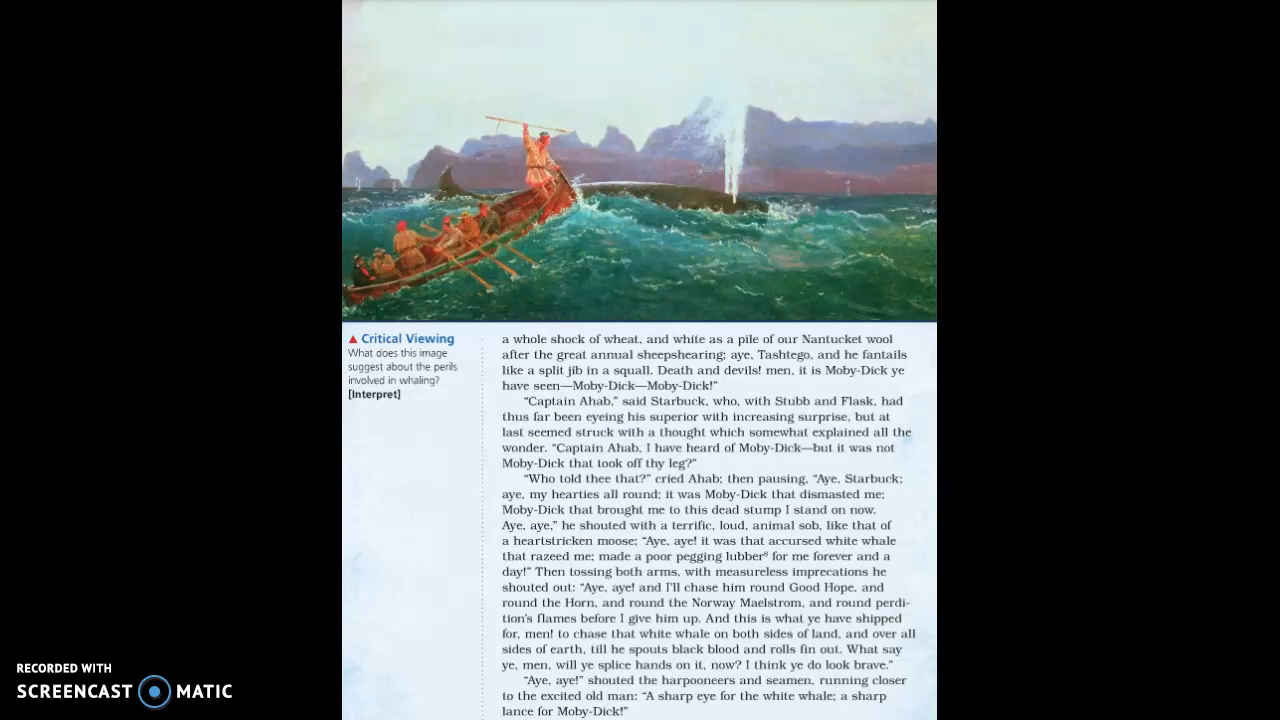 ▲ Critical Viewing
What does this image
suggest about the perils
involved in whaling?
[Interpret]
a whole shock of wheat, and white as a pile of our Nantucket wool
after the great annual sheepshearing; aye, Tashtego, and he fantails
like a split jib in a squall. Death and devils! men, it is Moby-Dick ye
have seen—Moby-Dick—Moby-Dick!”
“Captain Ahab,” said Starbuck, who, with Stubb and Flask, had
thus far been eyeing his superior with increasing surprise, but at
last seemed struck with a thought which somewhat explained all the
wonder. “Captain Ahab, I have heard of Moby-Dick—but it was not
Moby-Dick that took off thy leg?”
“Who told thee that?” cried Ahab; then pausing, “Aye, Starbuck;
aye, my hearties all round; it was Moby-Dick that dismasted me;
Moby-Dick that brought me to this dead stump I stand on now.
Aye, aye,” he shouted with a terrific, loud, animal sob, like that of
a heartstricken moose; “Aye, aye! it was that accursed white whale
that razeed me; made a poor pegging lubber⁸ for me forever and a
day!” Then tossing both arms, with measureless imprecations he
shouted out: “Aye, aye! and I’ll chase him round Good Hope, and
round the Horn, and round the Norway Maelstrom, and round perdi-
tion’s flames before I give him up. And this is what ye have shipped
for, men! to chase that white whale on both sides of land, and over all
sides of earth, till he spouts black blood and rolls fin out. What say
ye, men, will ye splice hands on it, now? I think ye do look brave.”
“Aye, aye!” shouted the harpooneers and seamen, running closer
to the excited old man: “A sharp eye for the white whale; a sharp
lance for Moby-Dick!”
RECORDED WITH
SCREENCAST MATIC